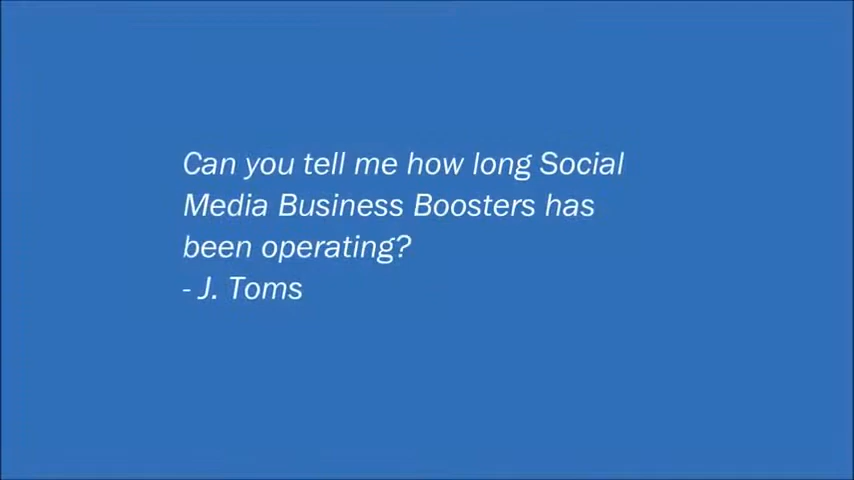 Can you tell me how long Social
Media Business Boosters has
been operating?
- J. Toms